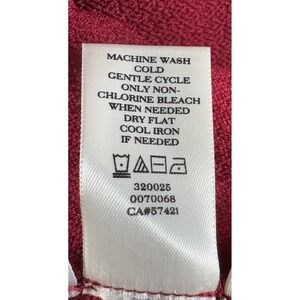 MACHINE WASH
COLD
GENTLE CYCLE
ONLY NON-
CHLORINE BLEACH
WHEN NEEDED
DRY FLAT
COOL IRON
IF NEEDED
320025
0070068
CA#57421